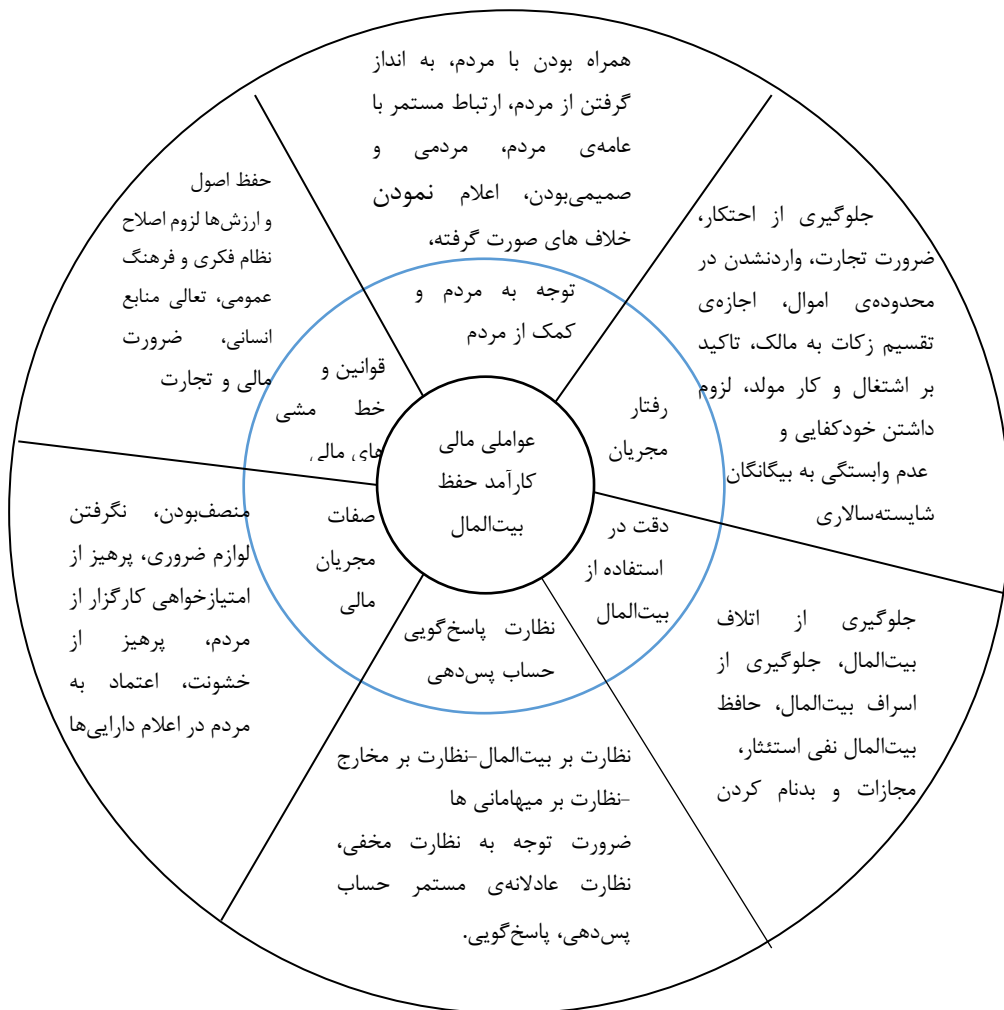 همراه بودن با مردم، به انداز
گرفتن از مردم، ارتباط مستمر با
عامه‌ی مردم، مردمی و
صمیمی‌بودن، اعلام نمودن
خلاف های صورت گرفته،
توجه به مردم و
کمک از مردم
جلوگیری از احتکار،
ضرورت تجارت، واردنشدن در
محدوده‌ی اموال، اجازه‌ی
تقسیم زکات به مالک، تاکید
بر اشتغال و کار مولد، لزوم
داشتن خودکفایی و
عدم وابستگی به بیگانگان
شایسته‌سالاری
رفتار
مجریان
حفظ اصول
و ارزش‌ها لزوم اصلاح
نظام فکری و فرهنگ
عمومی، تعالی منابع
انسانی، ضرورت
مالی و تجارت
قوانین و
خط مشی
های مالی
عواملی مالی
کارآمد حفظ
بیت‌المال
دقت در
استفاده از
بیت‌المال
جلوگیری از اتلاف
بیت‌المال، جلوگیری از
اسراف بیت‌المال، حافظ
بیت‌المال نفی استئثار،
مجازات و بدنام کردن
صفات
مجریان
مالی
منصف‌بودن، نگرفتن
لوازم ضروری، پرهیز از
امتیازخواهی کارگزار از
مردم، پرهیز از
خشونت، اعتماد به
مردم در اعلام دارایی‌ها
نظارت پاسخ‌گویی
حساب پس‌دهی
نظارت بر بیت‌المال-نظارت بر مخارج
-نظارت بر میهامانی ها
ضرورت توجه به نظارت مخفی،
نظارت عادلانه‌ی مستمر حساب
پس‌دهی، پاسخ‌گویی.